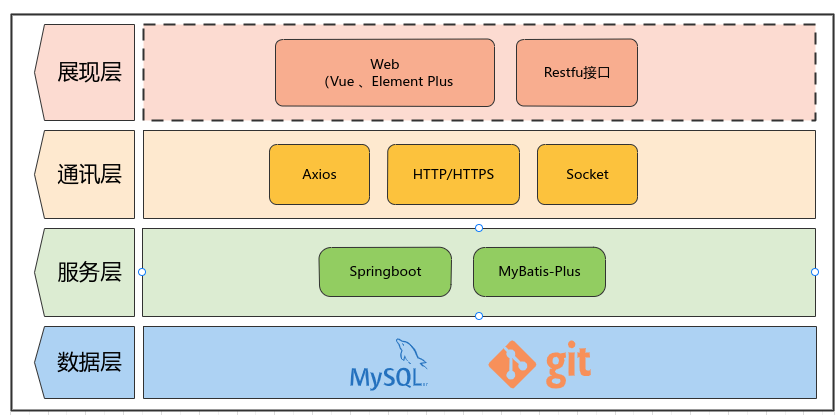 展现层
Web
（Vue 、Element Plus
Restfu接口
通讯层
Axios
HTTP/HTTPS
Socket
服务层
Springboot
MyBatis-Plus
数据层
MySQL
git